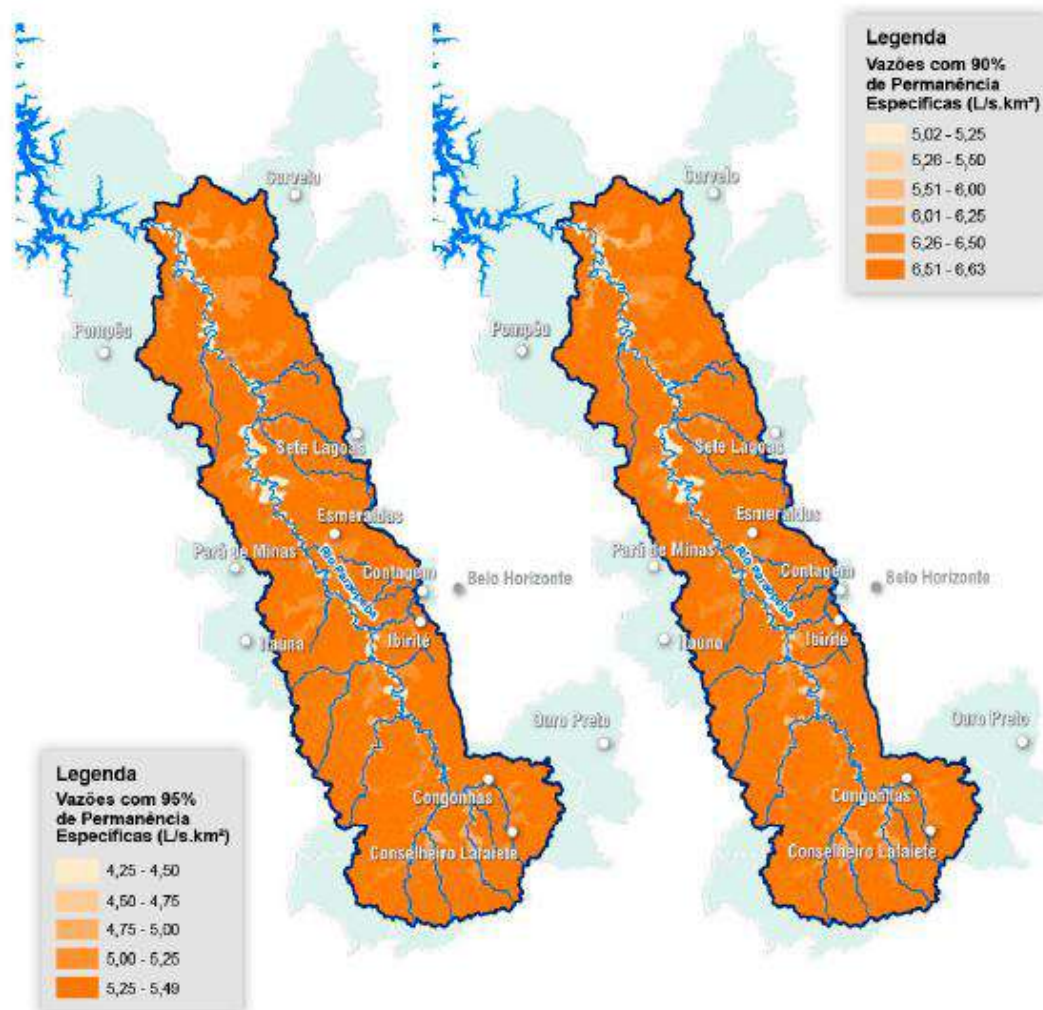 Legenda
Vazões com 90%
de Permanência
Específicas (L/s.km²)
5,02 - 5,25
5,26 - 5,50
5,51 - 6,00
6,01 - 6,25
6,26 - 6,50
6,51 - 6,63
Curvelo
Pompéu
Sete Lagoas
Esmeraldas
Pará de Minas
Rio Paraopeba
Contagem
Belo Horizonte
Itaúna
Ibirité
Ouro Preto
Congonhas
Conselheiro Lafaiete
Curvelo
Pompéu
Sete Lagoas
Esmeraldas
Pará de Minas
Rio Paraopeba
Contagem
Belo Horizonte
Itaúna
Ibirité
Ouro Preto
Congonhas
Conselheiro Lafaiete
Legenda
Vazões com 95%
de Permanência
Específicas (L/s.km²)
4,25 - 4,50
4,50 - 4,75
4,75 - 5,00
5,00 - 5,25
5,25 - 5,49